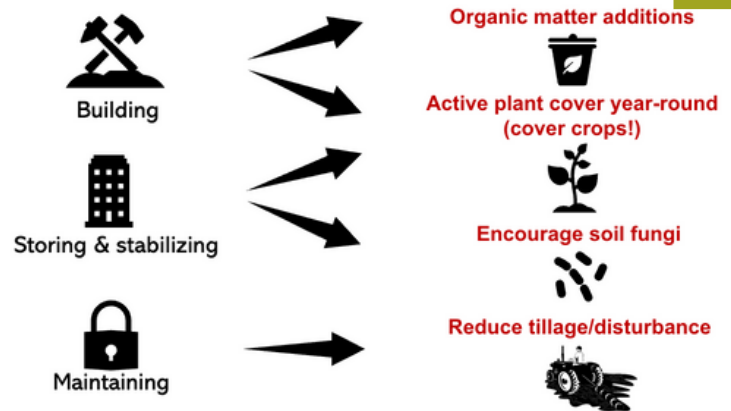 Organic matter additions
Building
Active plant cover year-round
(cover crops!)
Storing & stabilizing
Encourage soil fungi
Reduce tillage/disturbance
Maintaining